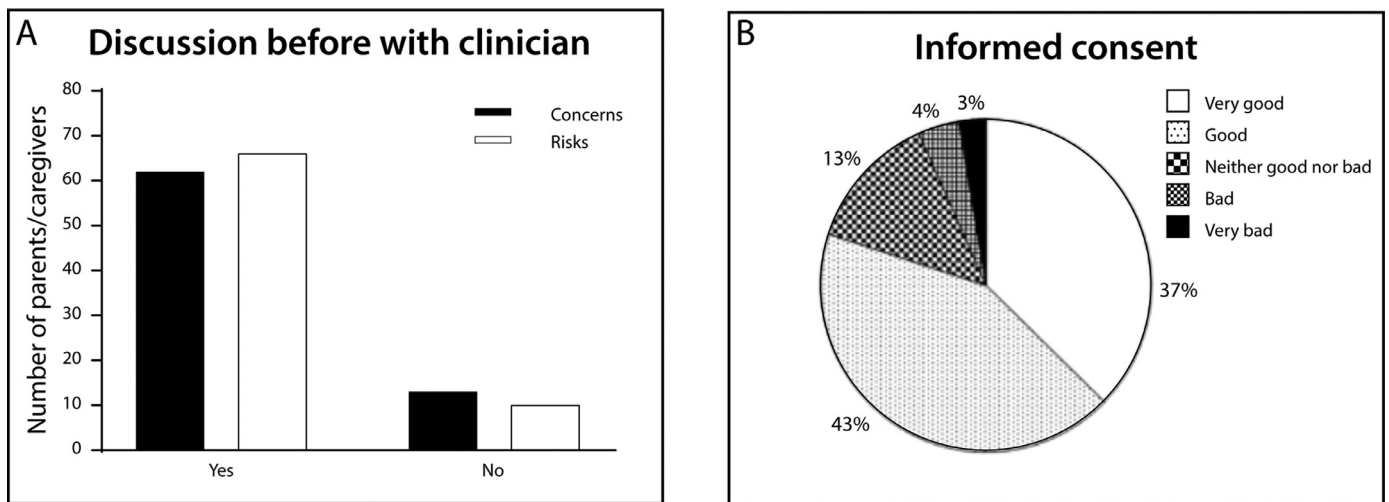 A
Discussion before with clinician
Number of parents/caregivers
80
70
60
50
40
30
20
10
0
Concerns
Risks
Yes
No
B
Informed consent
3%
4%
13%
37%
43%
Very good
Good
Neither good nor bad
Bad
Very bad